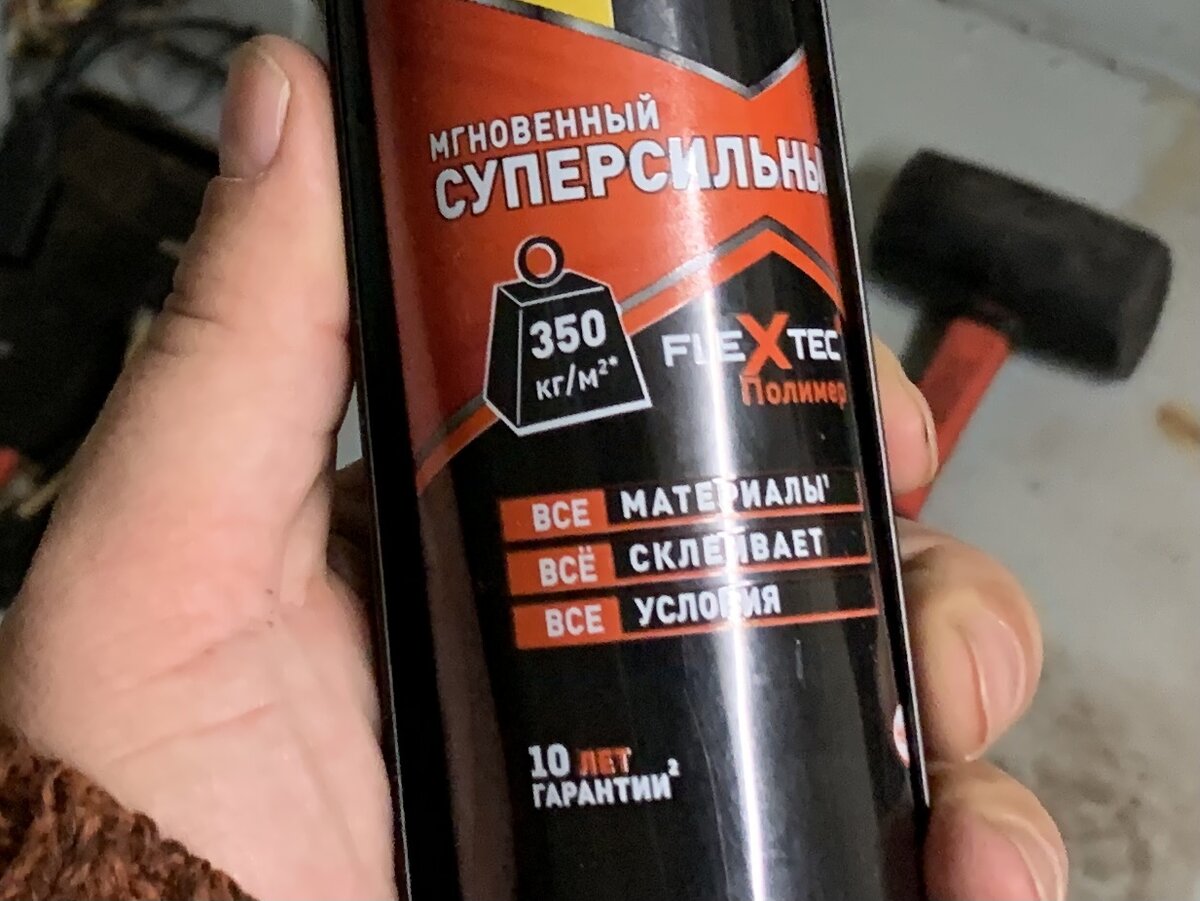 МГНОВЕННЫЙ
СУПЕРСИЛЬНЫ
350
кг/м²*
FLEXTEC
Полимер
ВСЕ МАТЕРИАЛЫ¹
ВСЁ СКЛЕИВАЕТ
ВСЕ УСЛОВИЯ
10 ЛЕТ
ГАРАНТИИ²